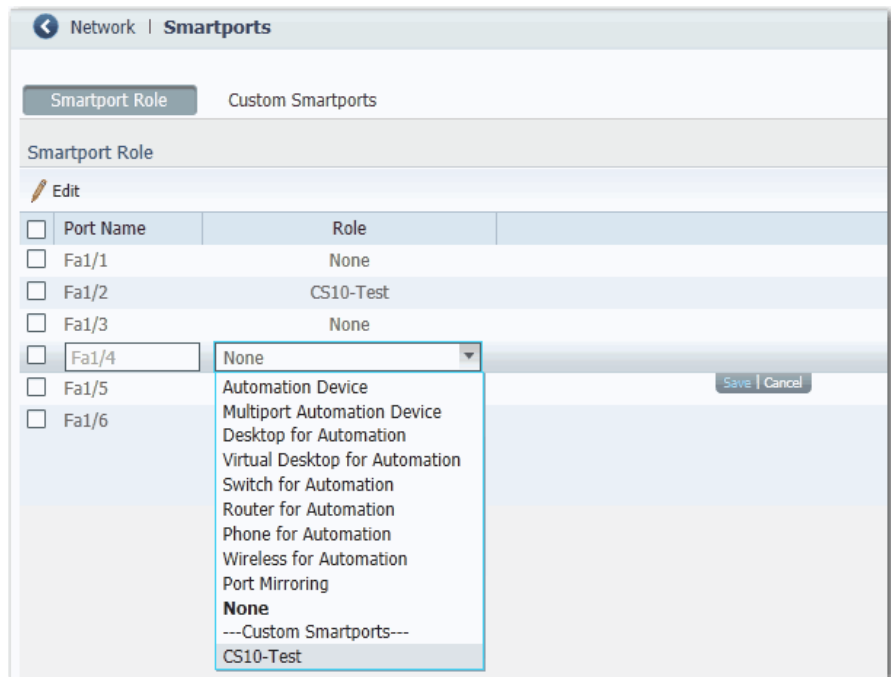 Network | Smartports
Smartport Role Custom Smartports
Smartport Role
Edit
Port Name Role
Fa1/1 None
Fa1/2 CS10-Test
Fa1/3 None
Fa1/4 None
Fa1/5 Save | Cancel
Fa1/6
Automation Device
Multiport Automation Device
Desktop for Automation
Virtual Desktop for Automation
Switch for Automation
Router for Automation
Phone for Automation
Wireless for Automation
Port Mirroring
None
---Custom Smartports---
CS10-Test